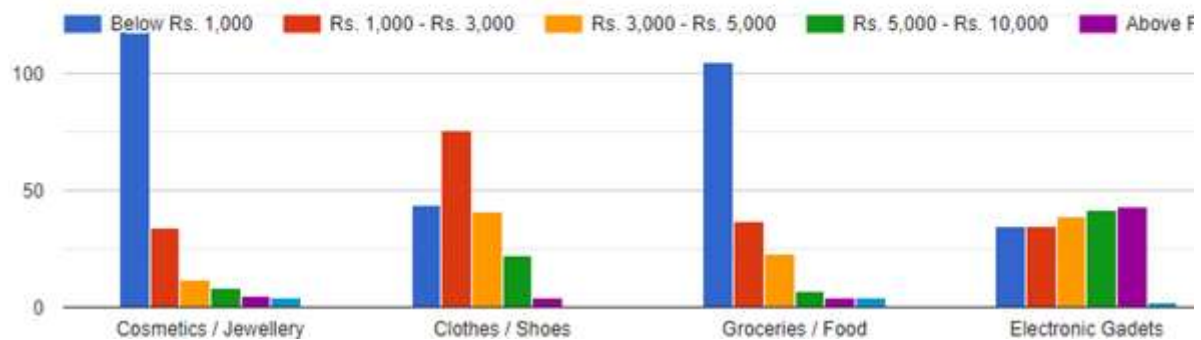 Below Rs. 1,000 Rs. 1,000 - Rs. 3,000 Rs. 3,000 - Rs. 5,000 Rs. 5,000 - Rs. 10,000 Above
100
50
0
Cosmetics / Jewellery Clothes / Shoes Groceries / Food Electronic Gadets